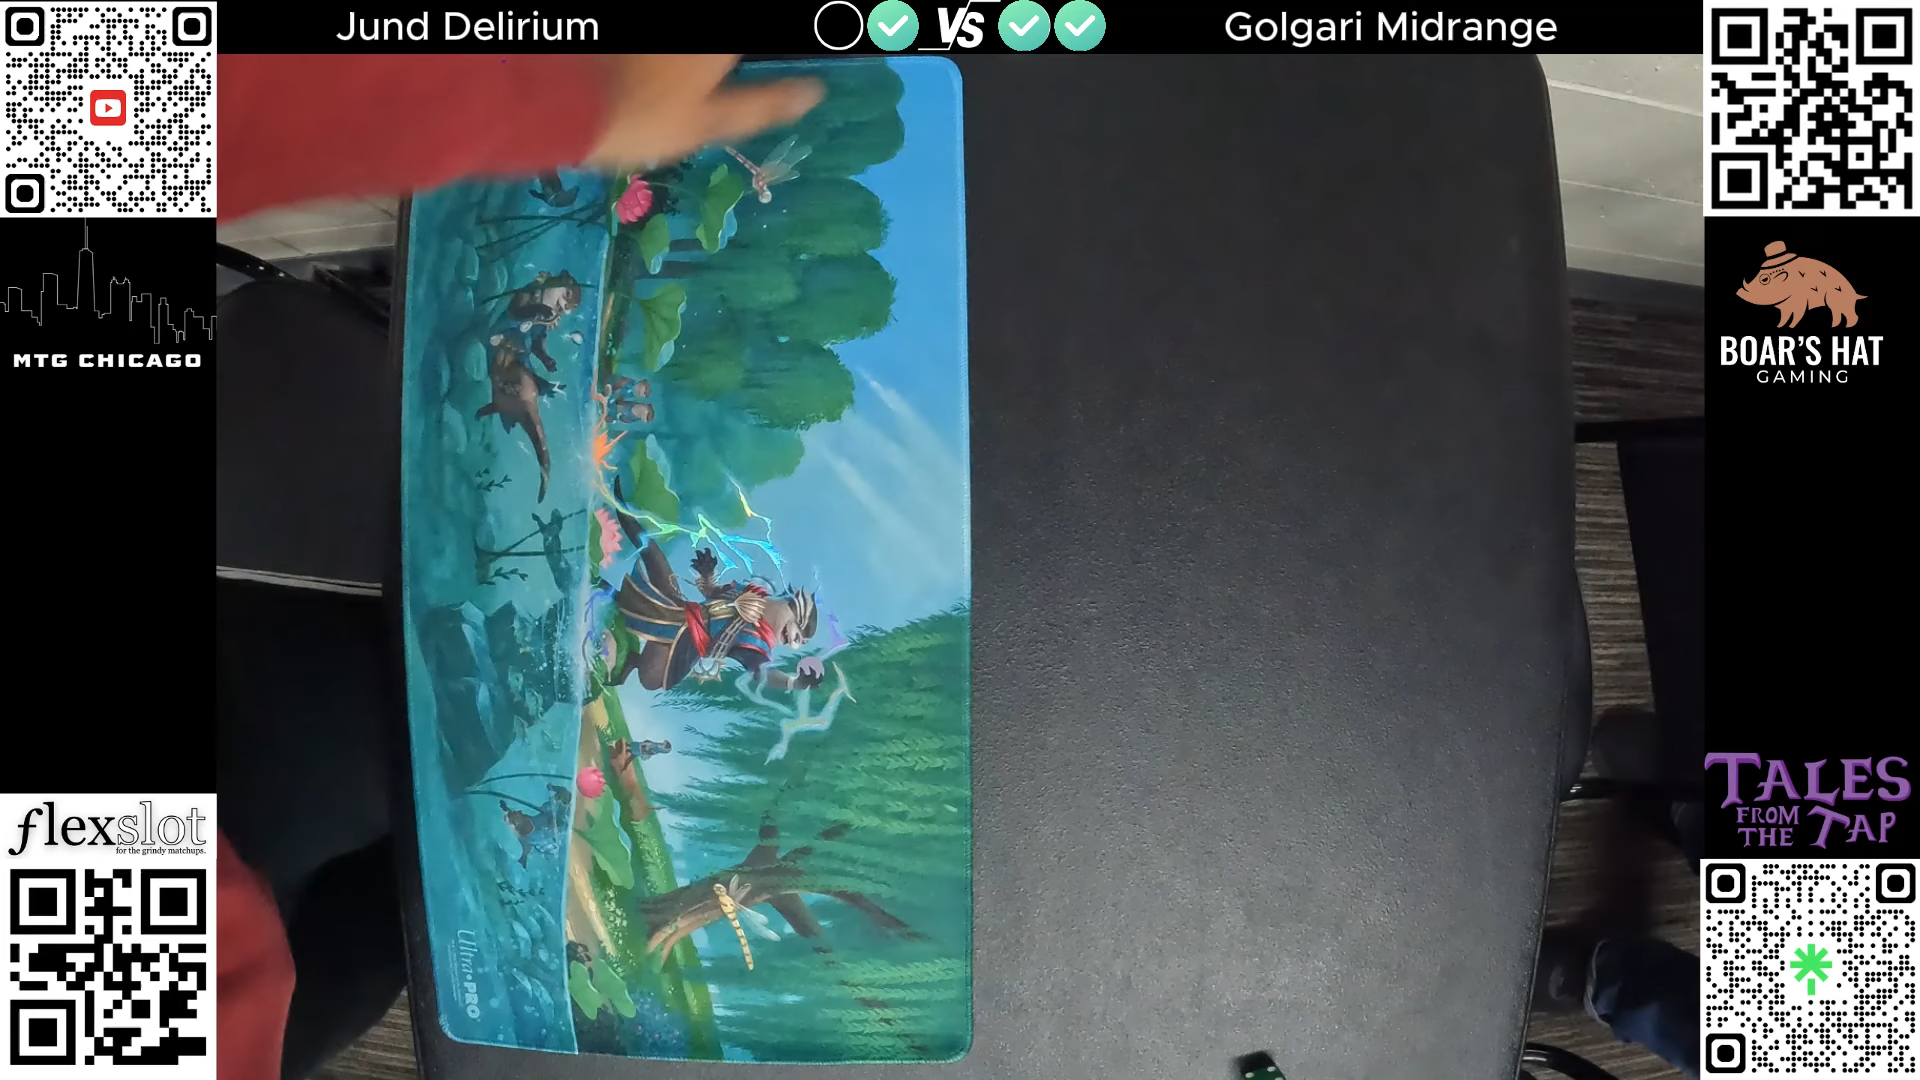 Jund Delirium
VS
Golgari Midrange
MTG CHICAGO
BOAR'S HAT
GAMING
flexslot
for the grindy matchups.
TALES
FROM
THE TAP
Ultra•PRO